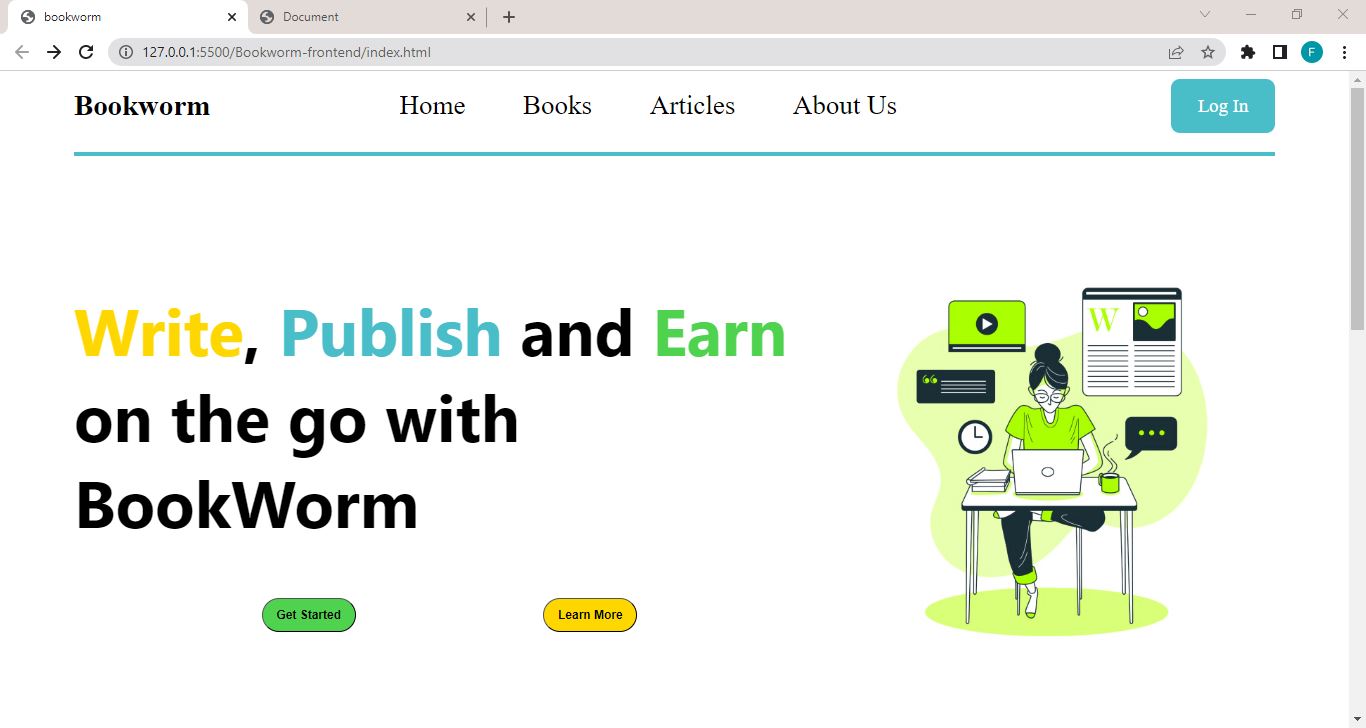 bookworm
Document
127.0.0.1:5500/Bookworm-frontend/index.html
F
Bookworm
Home
Books
Articles
About Us
Log In
Write, Publish and Earn
on the go with
BookWorm
W
Get Started
Learn More